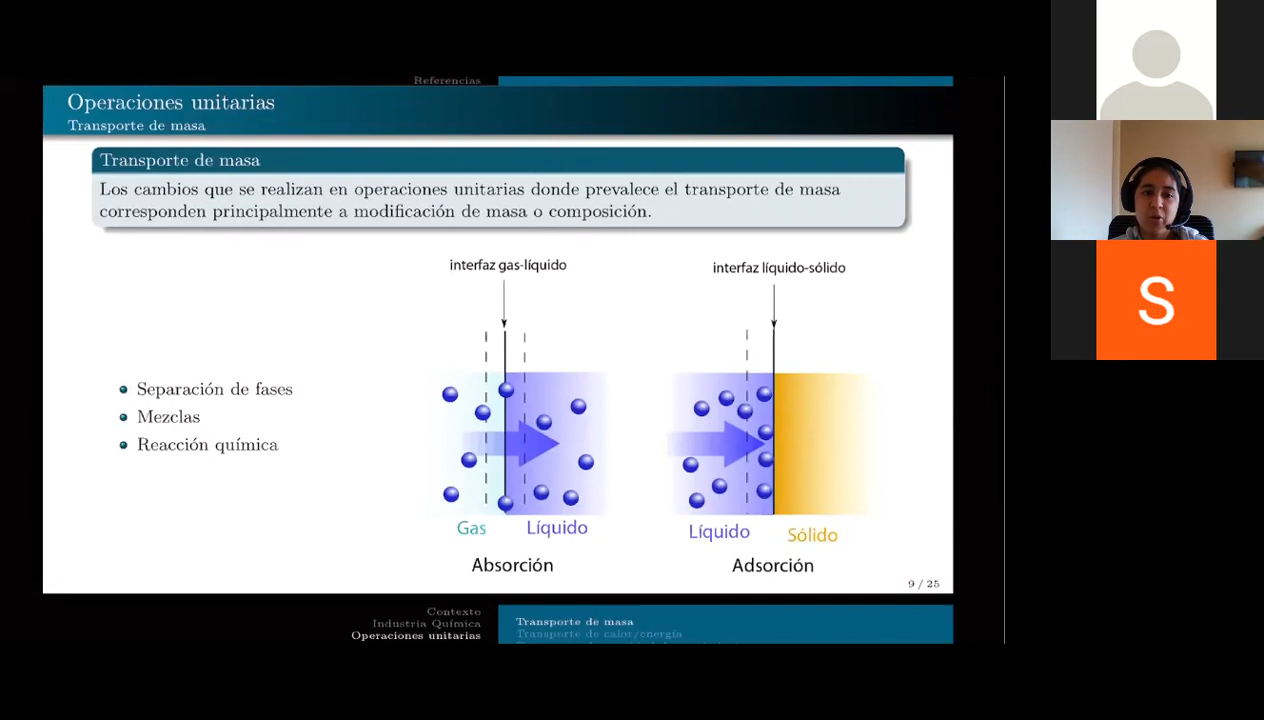 Referencias
Operaciones unitarias
Transporte de masa
Transporte de masa
Los cambios que se realizan en operaciones unitarias donde prevalece el transporte de masa
corresponden principalmente a modificación de masa o composición.
Separación de fases
Mezclas
Reacción química
interfaz gas-líquido
Gas
Líquido
Absorción
interfaz líquido-sólido
Líquido
Sólido
Adsorción
9 / 25
Contexto
Industria Química
Operaciones unitarias
Transporte de masa
Transporte de calor/energía
S